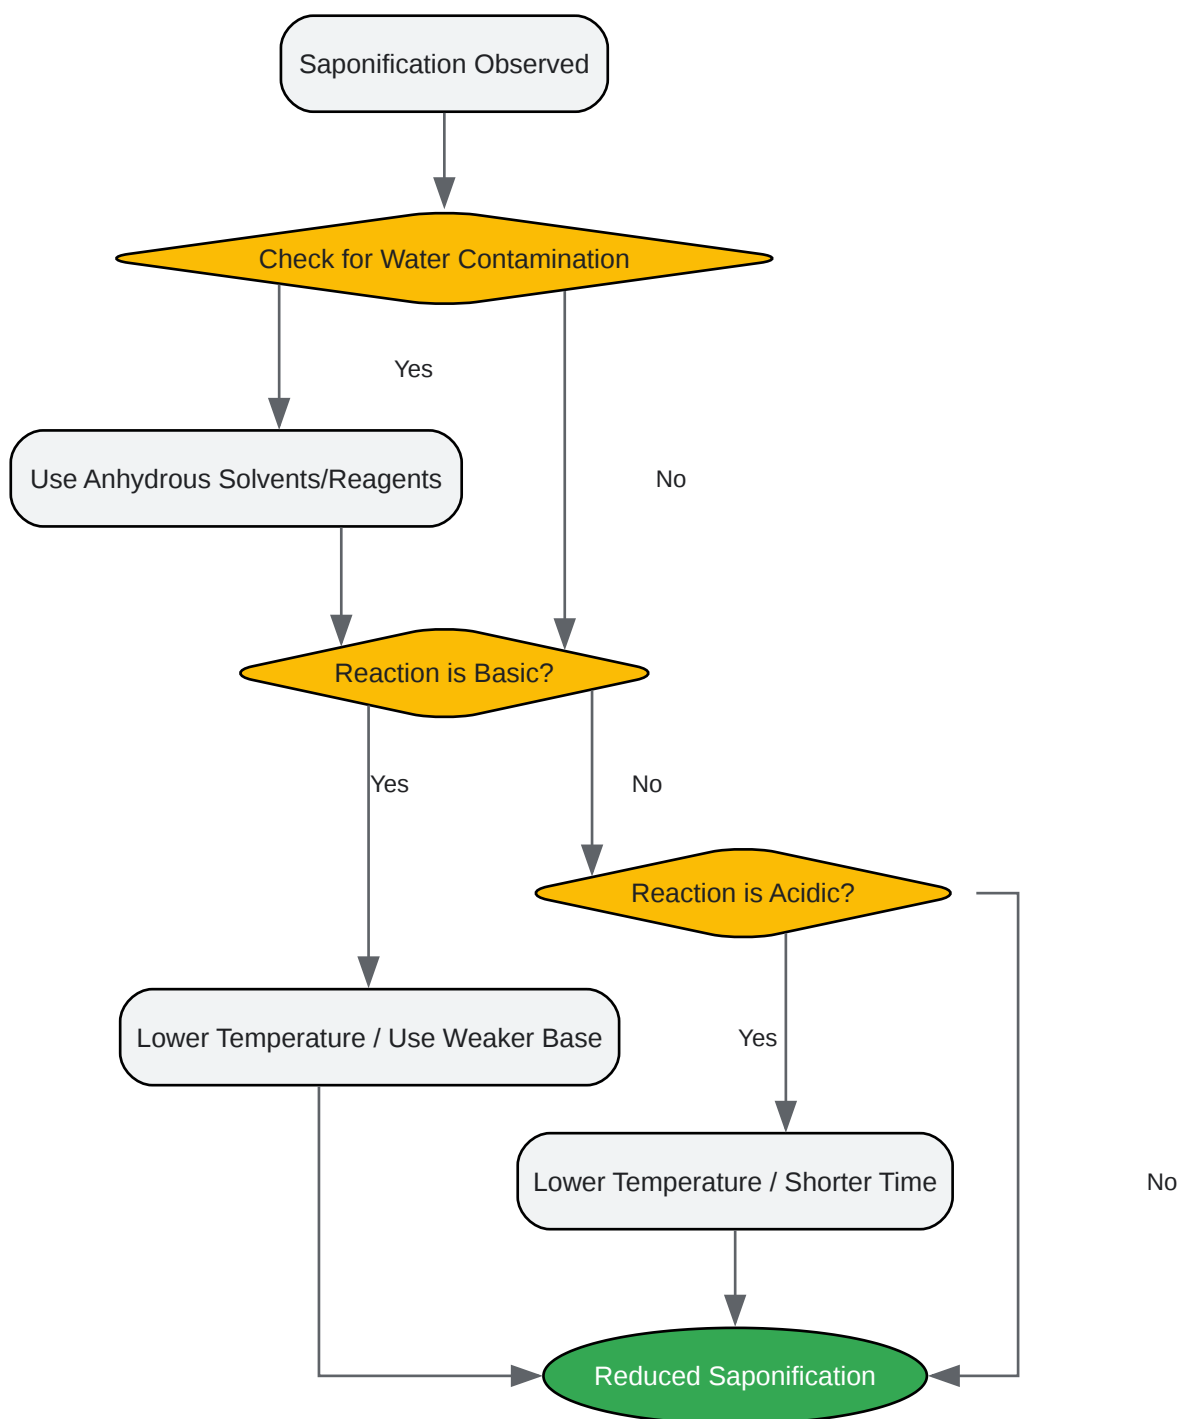 Saponification Observed
Check for Water Contamination
Yes
Use Anhydrous Solvents/Reagents
No
Reaction is Basic?
Yes
No
Reaction is Acidic?
Lower Temperature / Use Weaker Base
Yes
Lower Temperature / Shorter Time
No
Reduced Saponification